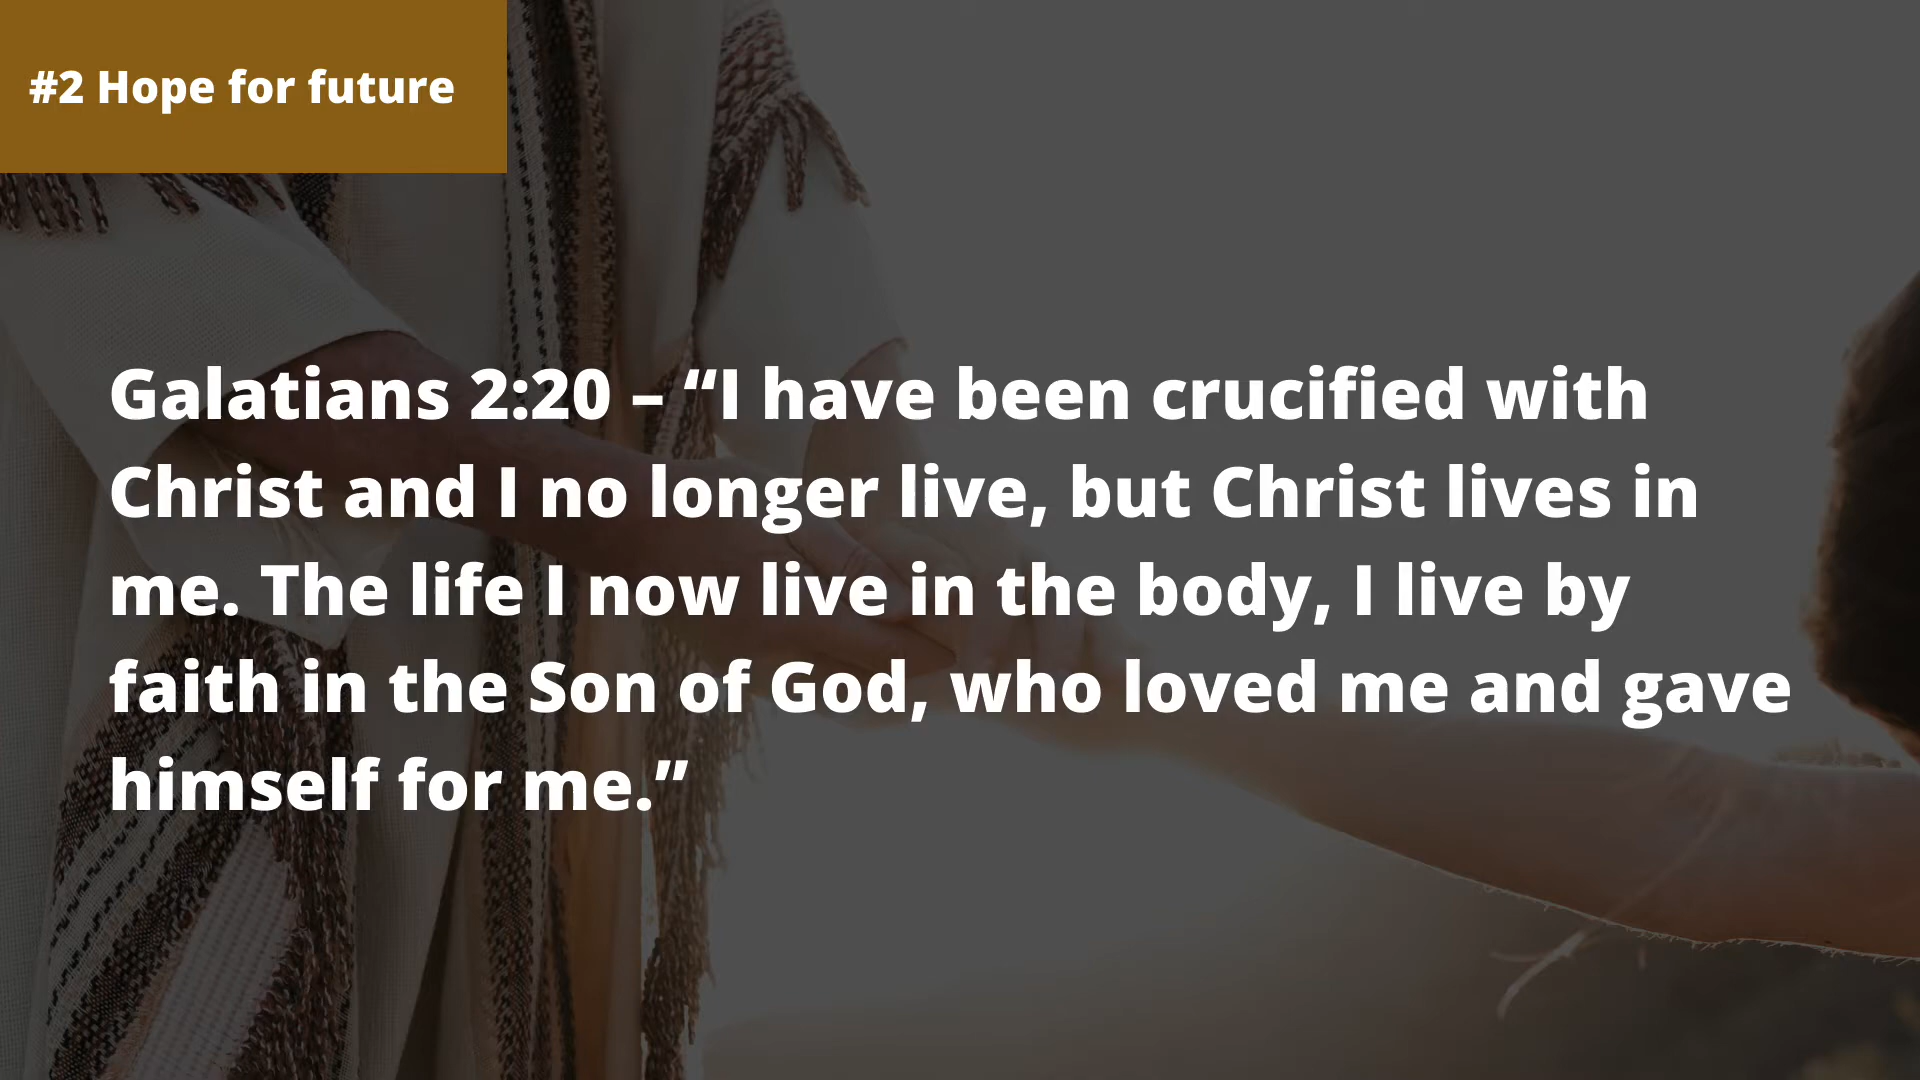 #2 Hope for future
Galatians 2:20 – “I have been crucified with
Christ and I no longer live, but Christ lives in
me. The life I now live in the body, I live by
faith in the Son of God, who loved me and gave
himself for me.”